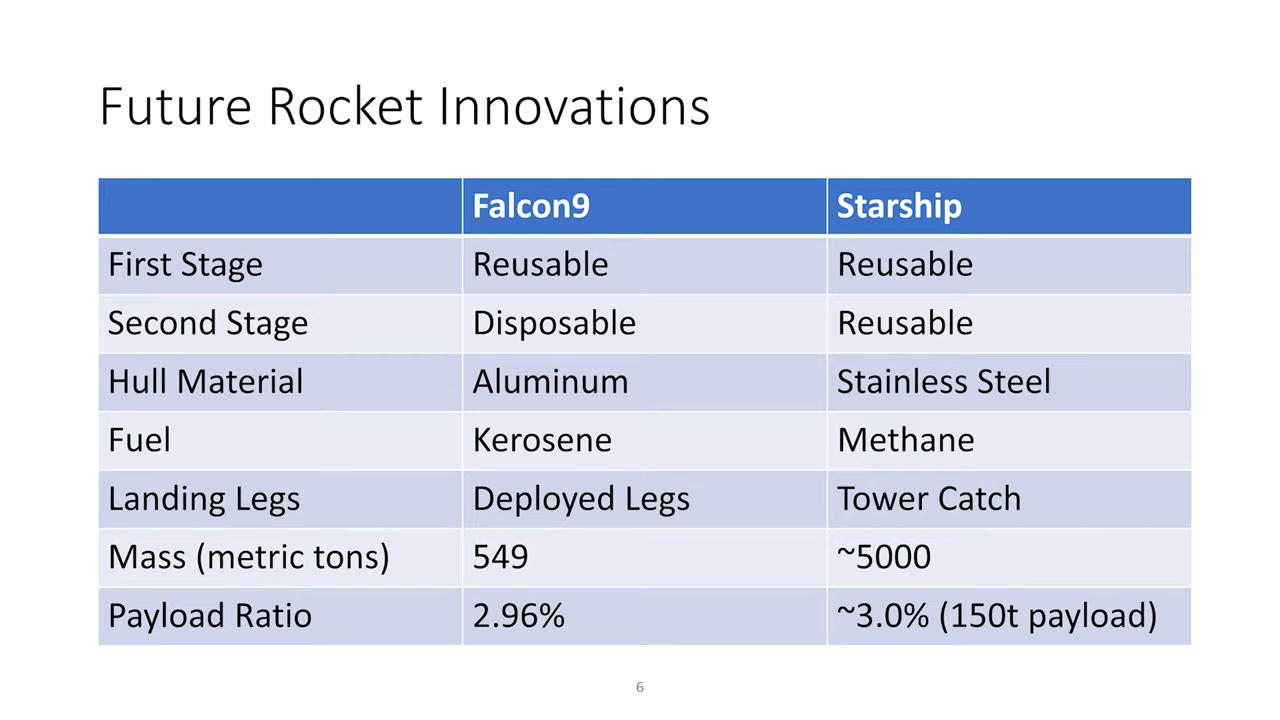 Future Rocket Innovations
Falcon9 Starship
First Stage Reusable Reusable
Second Stage Disposable Reusable
Hull Material Aluminum Stainless Steel
Fuel Kerosene Methane
Landing Legs Deployed Legs Tower Catch
Mass (metric tons) 549 ~5000
Payload Ratio 2.96% ~3.0% (150t payload)
6